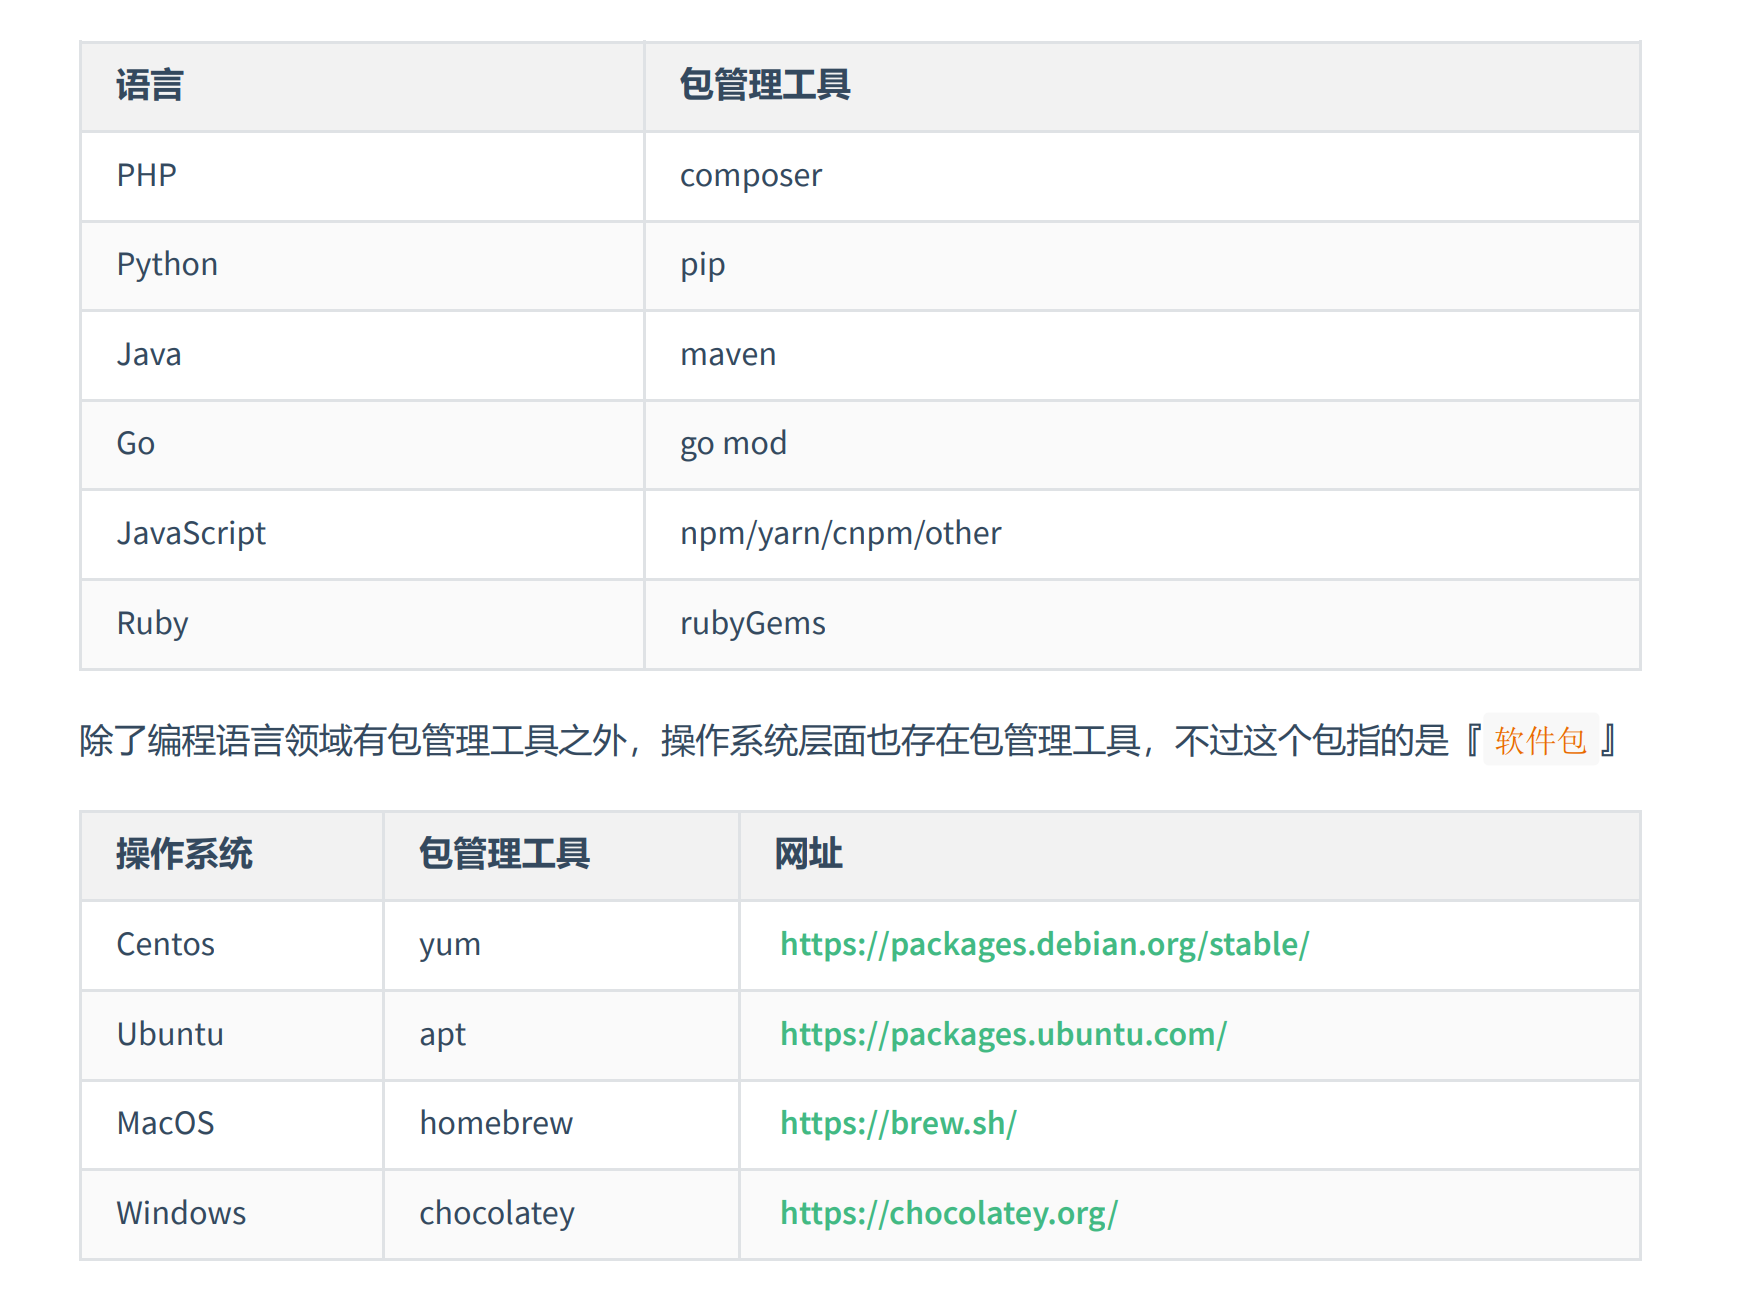 语言 包管理工具
PHP composer
Python pip
Java maven
Go go mod
JavaScript npm/yarn/cnpm/other
Ruby rubyGems
除了编程语言领域有包管理工具之外，操作系统层面也存在包管理工具，不过这个包指的是『软件包』
操作系统 包管理工具 网址
Centos yum https://packages.debian.org/stable/
Ubuntu apt https://packages.ubuntu.com/
MacOS homebrew https://brew.sh/
Windows chocolatey https://chocolatey.org/